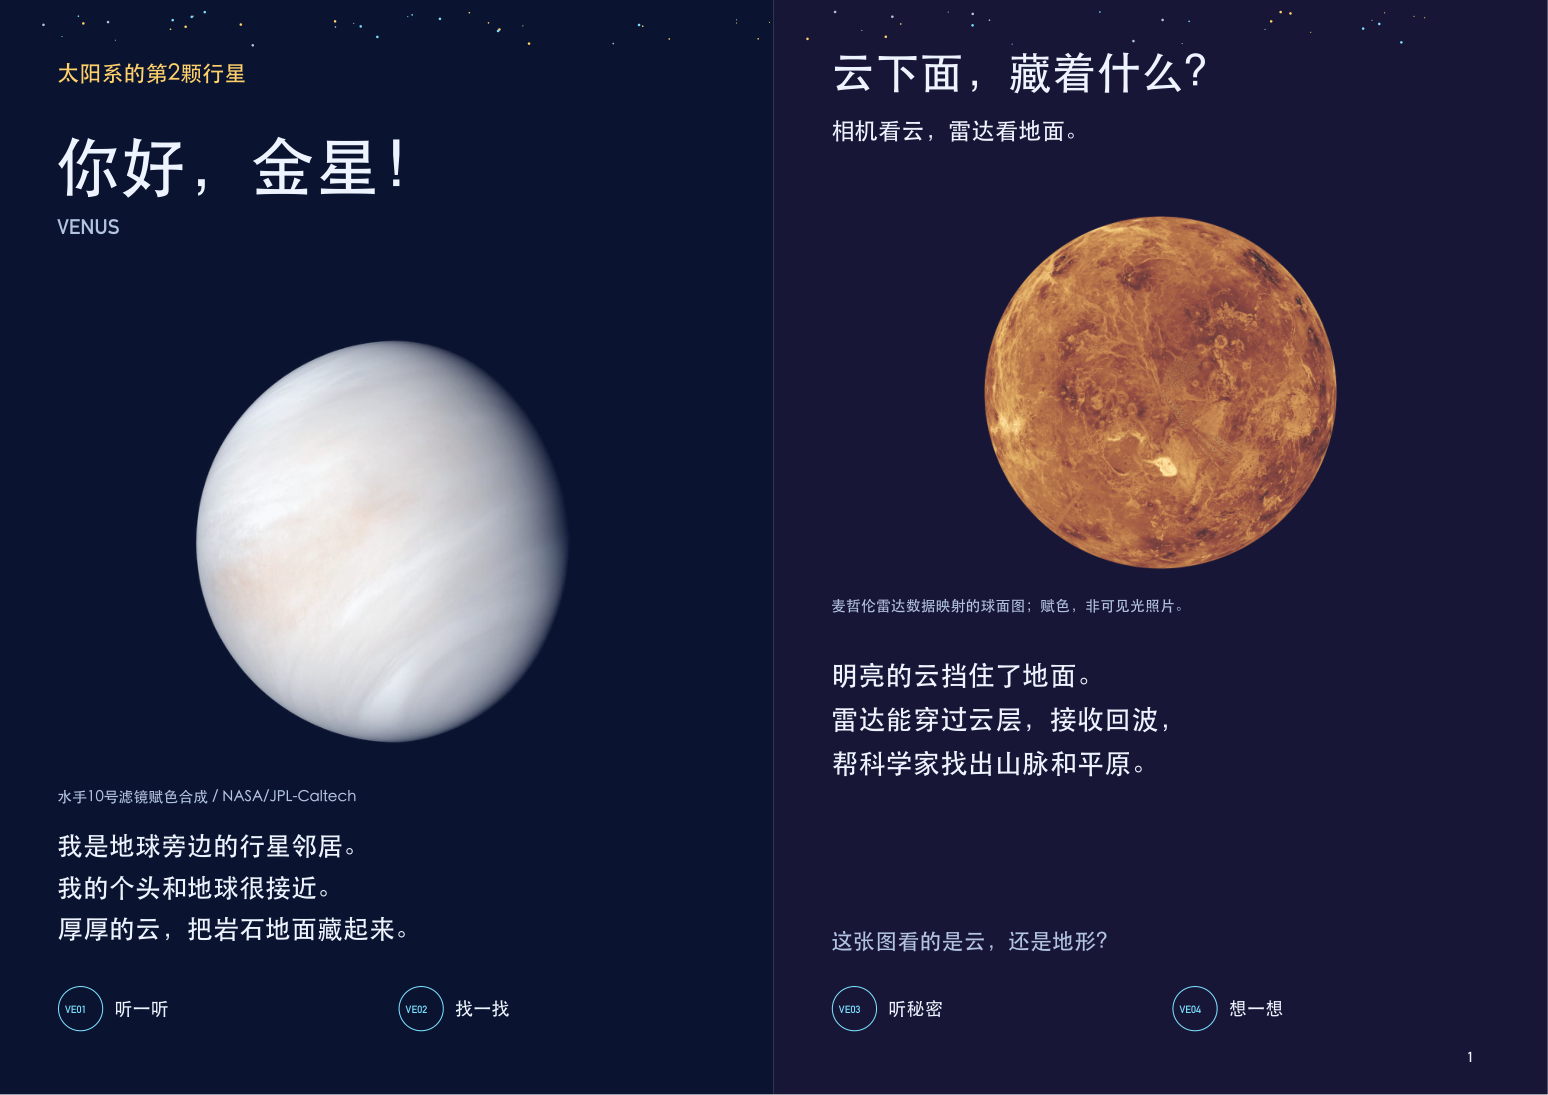 太阳系的第2颗行星
你好，金星！
VENUS
水手10号滤镜赋色合成 / NASA/JPL-Caltech
我是地球旁边的行星邻居。
我的个头和地球很接近。
厚厚的云，把岩石地面藏起来。
VE01 听一听
VE02 找一找
云下面，藏着什么?
相机看云，雷达看地面。
麦哲伦雷达数据映射的球面图；赋色，非可见光照片。
明亮的云挡住了地面。
雷达能穿过云层，接收回波，
帮科学家找出山脉和平原。
这张图看的是云，还是地形?
VE03 听秘密
VE04 想一想
1